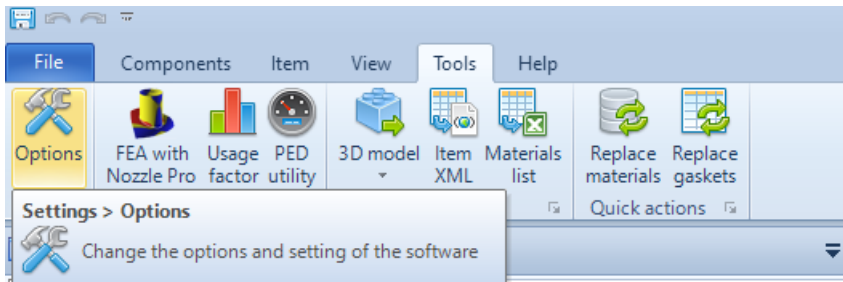 File Components Item View Tools Help
Options FEA with Usage PED 3D model Item Materials Replace Replace
Nozzle Pro factor utility XML list materials gaskets
Settings > Options Quick actions
Change the options and setting of the software